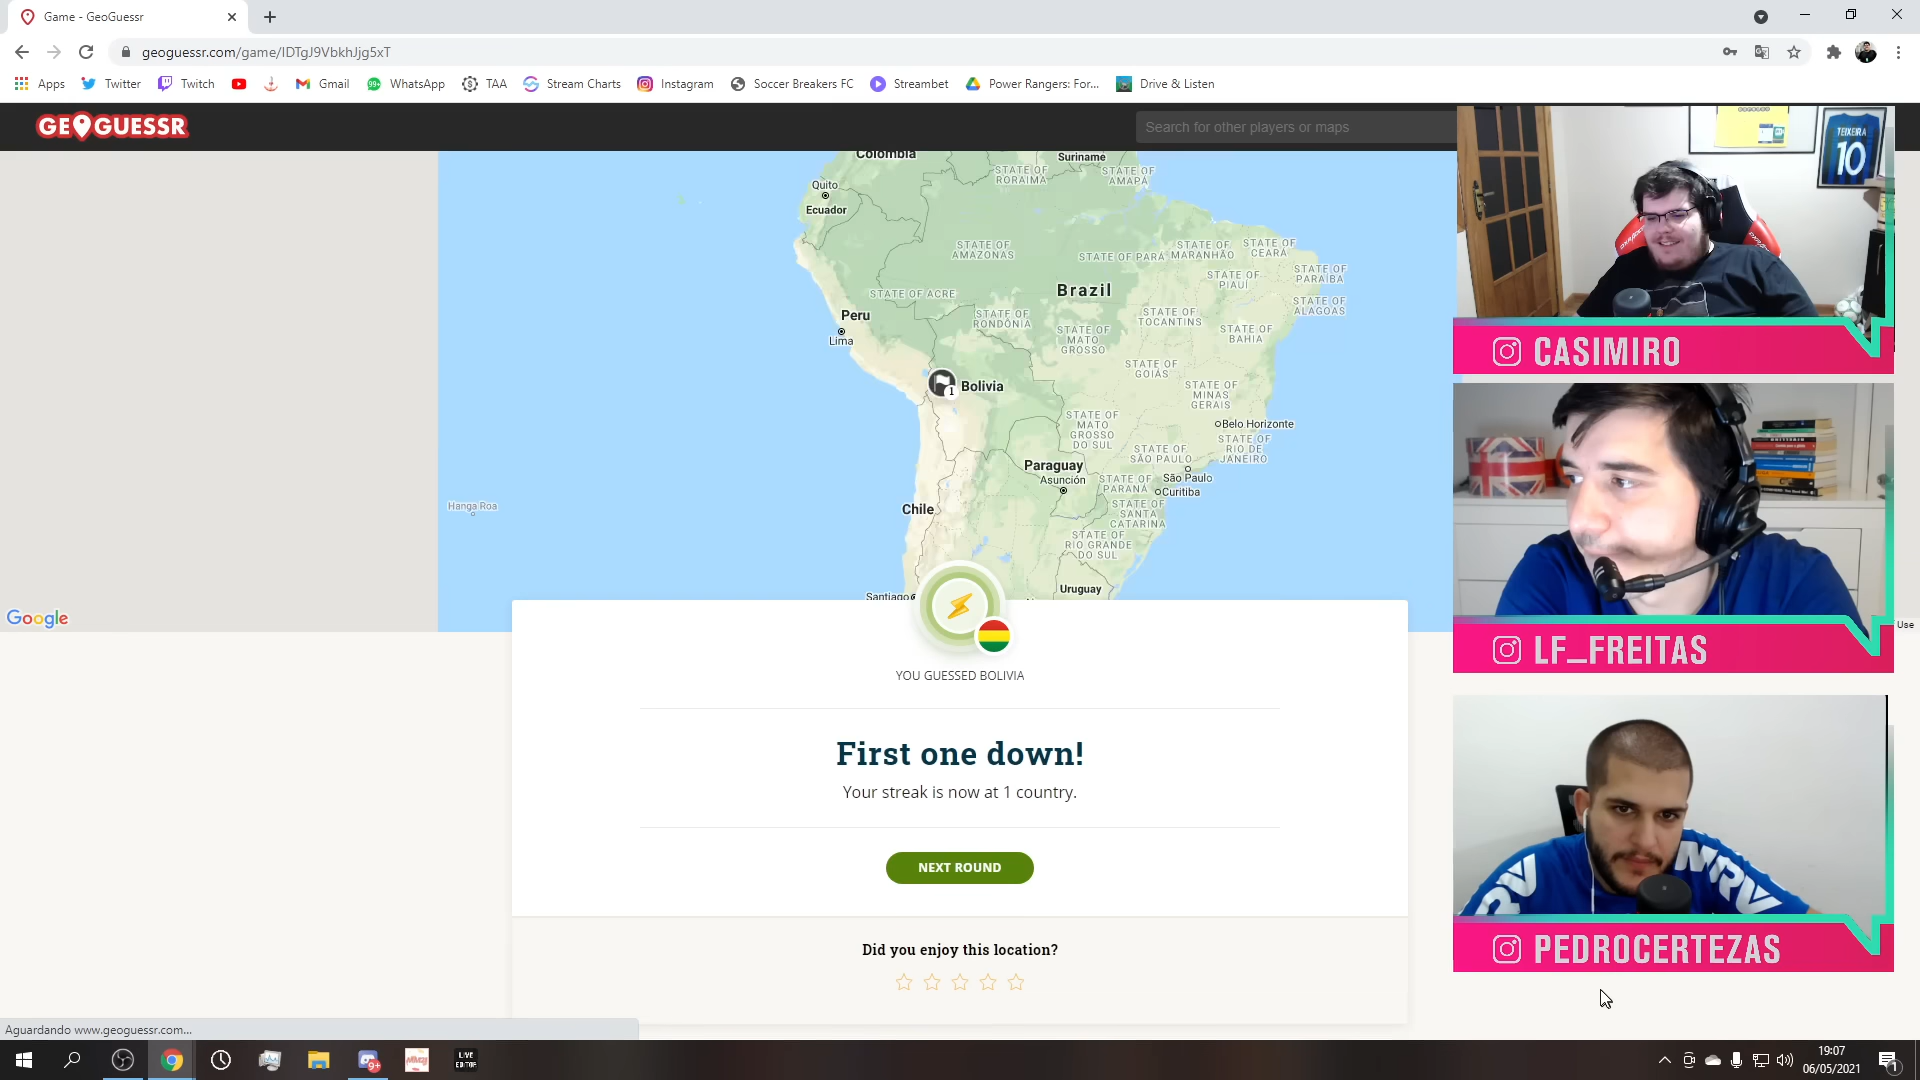 Game - GeoGuessr
geoguessr.com/game/IDTgJ9VbkhJjg5xT
Apps
Twitter
Twitch
Gmail
99+
WhatsApp
TAA
Stream Charts
Instagram
Soccer Breakers FC
Streambet
Power Rangers: For...
Drive & Listen
GEOGUESSR
Search for other players or maps
Colombia
Suriname
STATE OF RORAIMA
STATE OF AMAPÁ
Quito
Ecuador
STATE OF AMAZONAS
STATE OF PARÁ
STATE OF MARANHÃO
STATE OF CEARÁ
STATE OF PIAUÍ
STATE OF PARAÍBA
STATE OF ALAGOAS
STATE OF ACRE
Brazil
Peru
Lima
STATE OF RONDÔNIA
STATE OF TOCANTINS
STATE OF MATO GROSSO
STATE OF BAHIA
STATE OF GOIÁS
1
Bolivia
STATE OF MINAS GERAIS
STATE OF MATO GROSSO DO SUL
Belo Horizonte
STATE OF RIO DE JANEIRO
STATE OF SÃO PAULO
Paraguay
Asunción
São Paulo
STATE OF PARANÁ
Curitiba
Hanga Roa
Chile
STATE OF SANTA CATARINA
STATE OF RIO GRANDE DO SUL
Uruguay
Santiago
Google
Use
TEIXEIRA
10
CASIMIRO
LF_FREITAS
MRV
PEDROCERTEZAS
YOU GUESSED BOLIVIA
First one down!
Your streak is now at 1 country.
NEXT ROUND
Did you enjoy this location?
Aguardando www.geoguessr.com...
9+
LIVE
EDITOR
19:07
06/05/2021
1